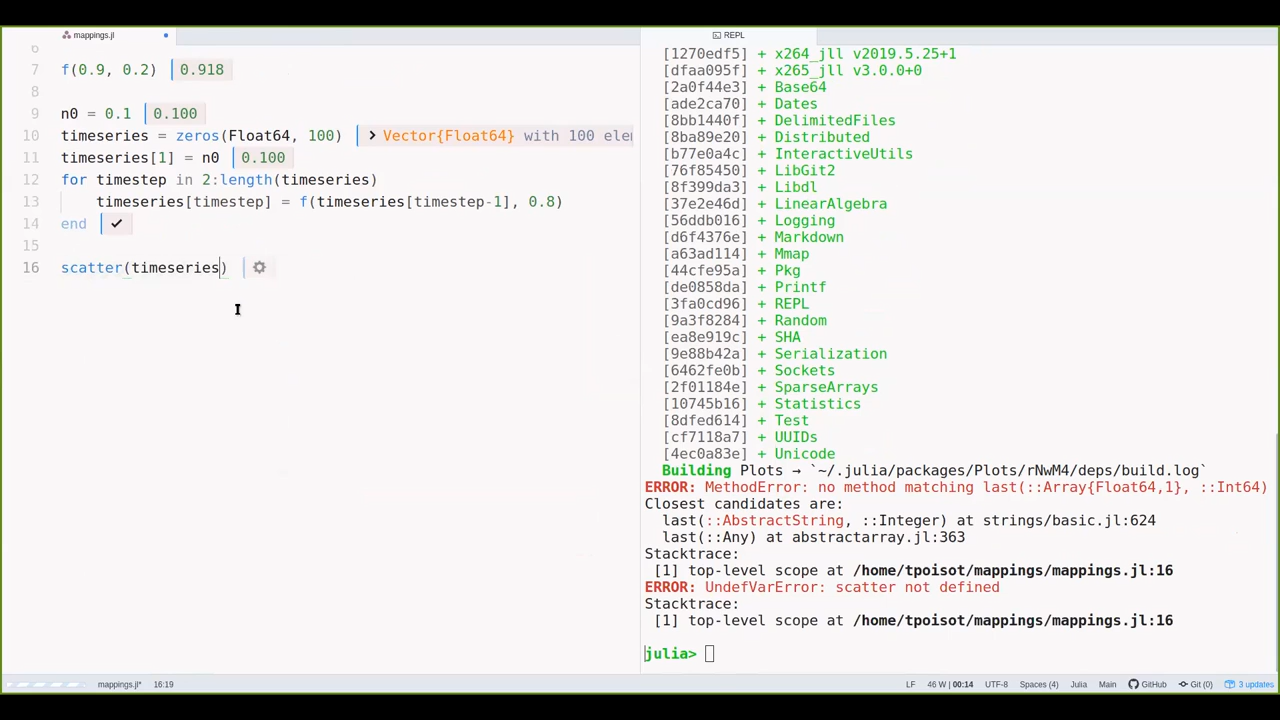 mappings.jl
6
7 f(0.9, 0.2) 0.918
8
9 n0 = 0.1 0.100
10 timeseries = zeros(Float64, 100) > Vector{Float64} with 100 elem
11 timeseries[1] = n0 0.100
12 for timestep in 2:length(timeseries)
13 timeseries[timestep] = f(timeseries[timestep-1], 0.8)
14 end ✓
15
16 scatter(timeseries)
REPL
[1270edf5] + x264_jll v2019.5.25+1
[dfaa095f] + x265_jll v3.0.0+0
[2a0f44e3] + Base64
[ade2ca70] + Dates
[8bb1440f] + DelimitedFiles
[8ba89e20] + Distributed
[b77e0a4c] + InteractiveUtils
[76f85450] + LibGit2
[8f399da3] + Libdl
[37e2e46d] + LinearAlgebra
[56ddb016] + Logging
[d6f4376e] + Markdown
[a63ad114] + Mmap
[44cfe95a] + Pkg
[de0858da] + Printf
[3fa0cd96] + REPL
[9a3f8284] + Random
[ea8e919c] + SHA
[9e88b42a] + Serialization
[6462fe0b] + Sockets
[2f01184e] + SparseArrays
[10745b16] + Statistics
[8dfed614] + Test
[cf7118a7] + UUIDs
[4ec0a83e] + Unicode
Building Plots → `~/.julia/packages/Plots/rNwM4/deps/build.log`
ERROR: MethodError: no method matching last(::Array{Float64,1}, ::Int64)
Closest candidates are:
last(::AbstractString, ::Integer) at strings/basic.jl:624
last(::Any) at abstractarray.jl:363
Stacktrace:
[1] top-level scope at /home/tpoisot/mappings/mappings.jl:16
ERROR: UndefVarError: scatter not defined
Stacktrace:
[1] top-level scope at /home/tpoisot/mappings/mappings.jl:16
julia>
mappings.jl* 16:19 LF 46 W | 00:14 UTF-8 Spaces (4) Julia Main GitHub Git (0) 3 updates